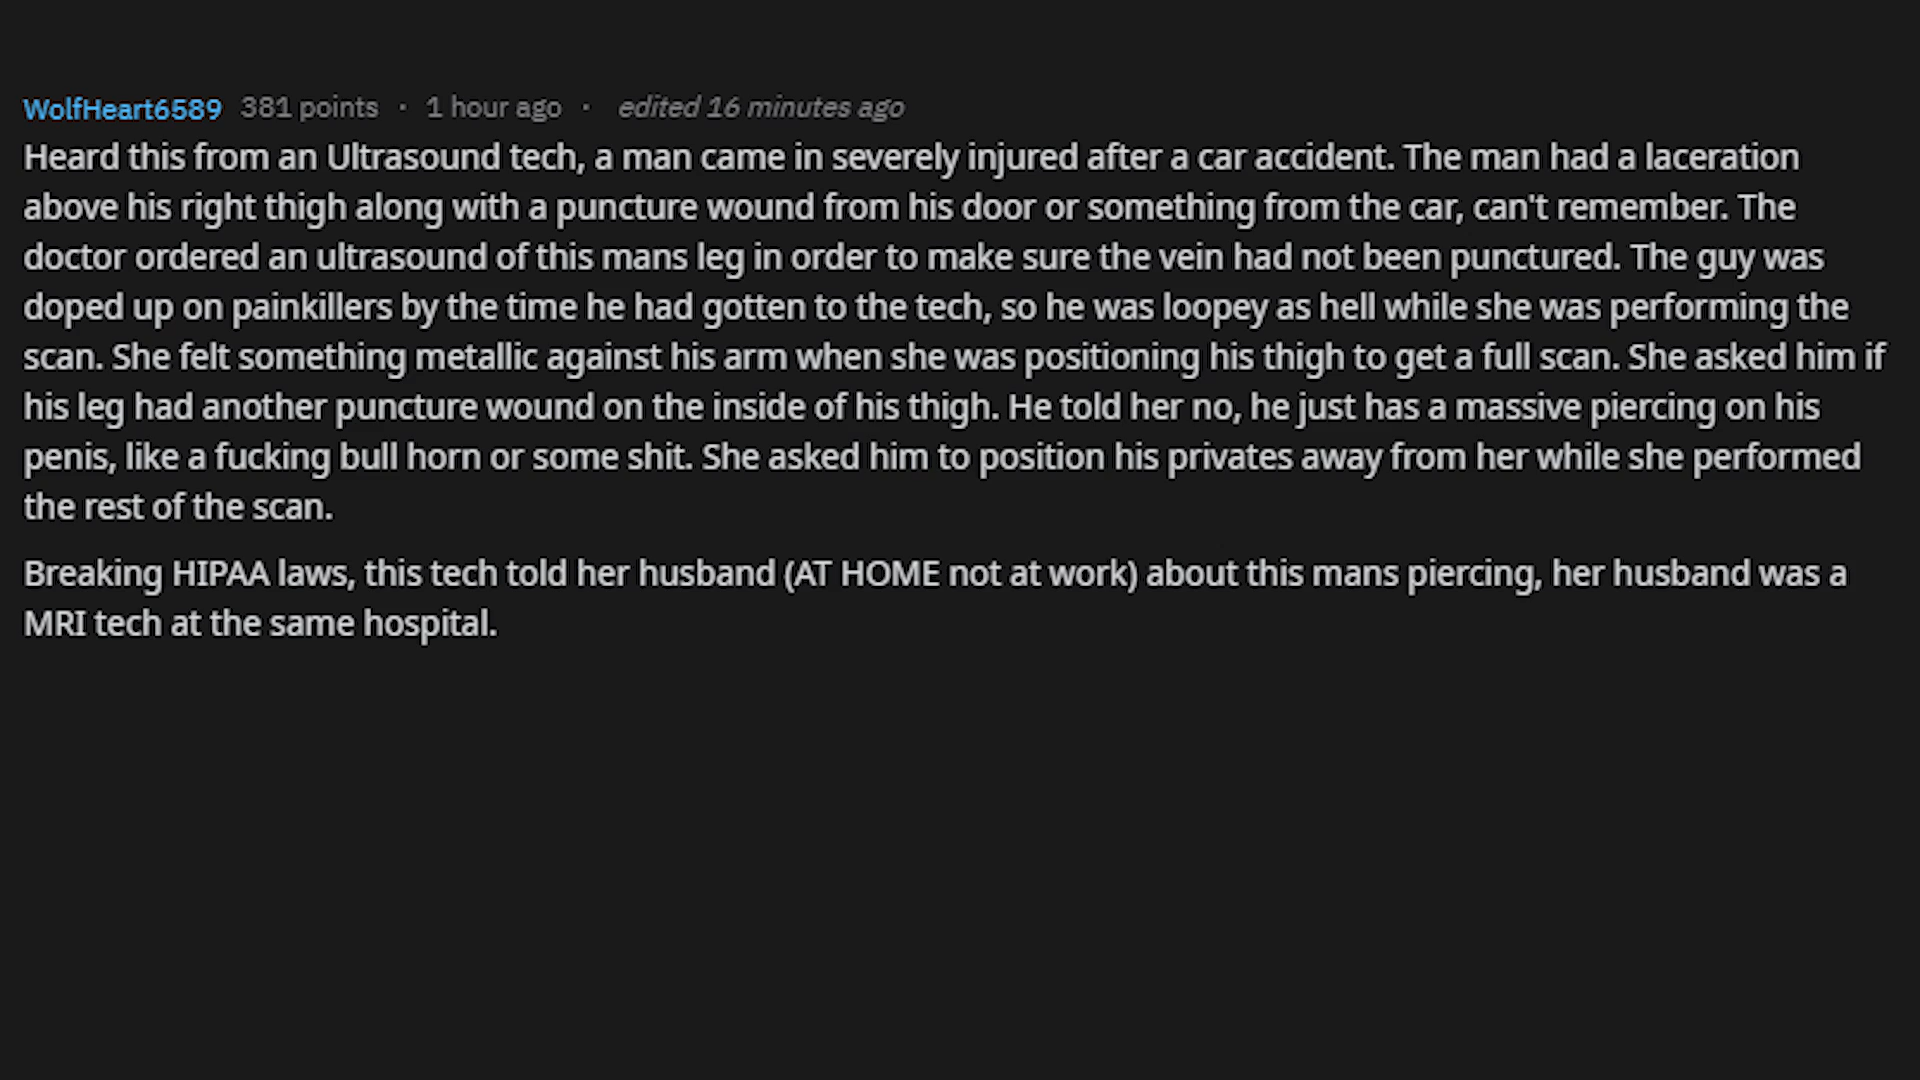 WolfHeart6589 381 points · 1 hour ago · edited 16 minutes ago
Heard this from an Ultrasound tech, a man came in severely injured after a car accident. The man had a laceration
above his right thigh along with a puncture wound from his door or something from the car, can't remember. The
doctor ordered an ultrasound of this mans leg in order to make sure the vein had not been punctured. The guy was
doped up on painkillers by the time he had gotten to the tech, so he was loopey as hell while she was performing the
scan. She felt something metallic against his arm when she was positioning his thigh to get a full scan. She asked him if
his leg had another puncture wound on the inside of his thigh. He told her no, he just has a massive piercing on his
penis, like a fucking bull horn or some shit. She asked him to position his privates away from her while she performed
the rest of the scan.
Breaking HIPAA laws, this tech told her husband (AT HOME not at work) about this mans piercing, her husband was a
MRI tech at the same hospital.